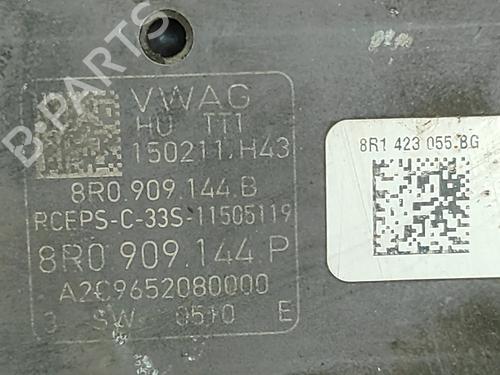 VWAG
HU TT1
150211.H43
8R0.909.144.B
RCEPS-C-33S-11505119
8R0 909.144 P
A2C9652080000
3 SW 0510 E
8R1 423 055.BG
B-PARTS